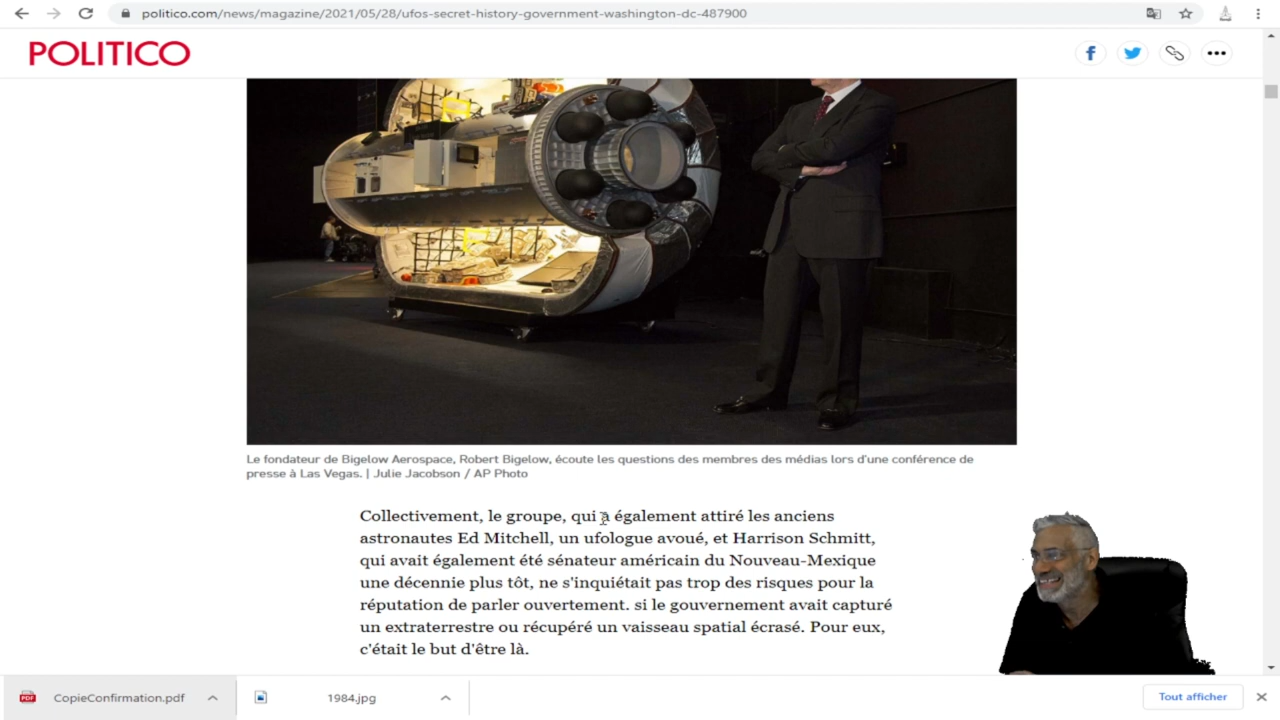 politico.com/news/magazine/2021/05/28/ufos-secret-history-government-washington-dc-487900
POLITICO
Le fondateur de Bigelow Aerospace, Robert Bigelow, écoute les questions des membres des médias lors d'une conférence de
presse à Las Vegas. | Julie Jacobson / AP Photo
Collectivement, le groupe, qui a également attiré les anciens
astronautes Ed Mitchell, un ufologue avoué, et Harrison Schmitt,
qui avait également été sénateur américain du Nouveau-Mexique
une décennie plus tôt, ne s'inquiétait pas trop des risques pour la
réputation de parler ouvertement. si le gouvernement avait capturé
un extraterrestre ou récupéré un vaisseau spatial écrasé. Pour eux,
c'était le but d'être là.
PDF CopieConfirmation.pdf
1984.jpg
Tout afficher